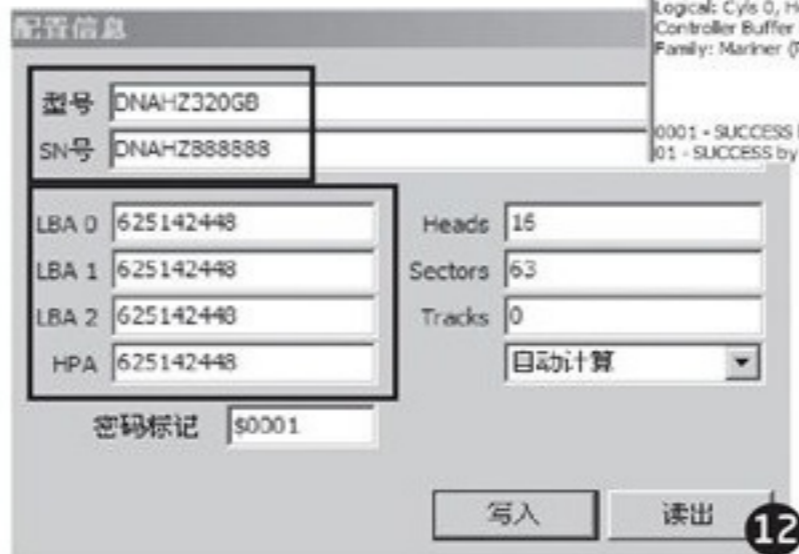 Logical: Cyls 0, H
Controller Buffer
Family: Mariner (
配置信息
0001 - SUCCESS
01 - SUCCESS by
型号 DNAHZ320GB
SN号 DNAHZ888888
LBA 0 625142448 Heads 16
LBA 1 625142448 Sectors 63
LBA 2 625142448 Tracks 0
HPA 625142448 自动计算
密码标记 $0001
写入 读出
12